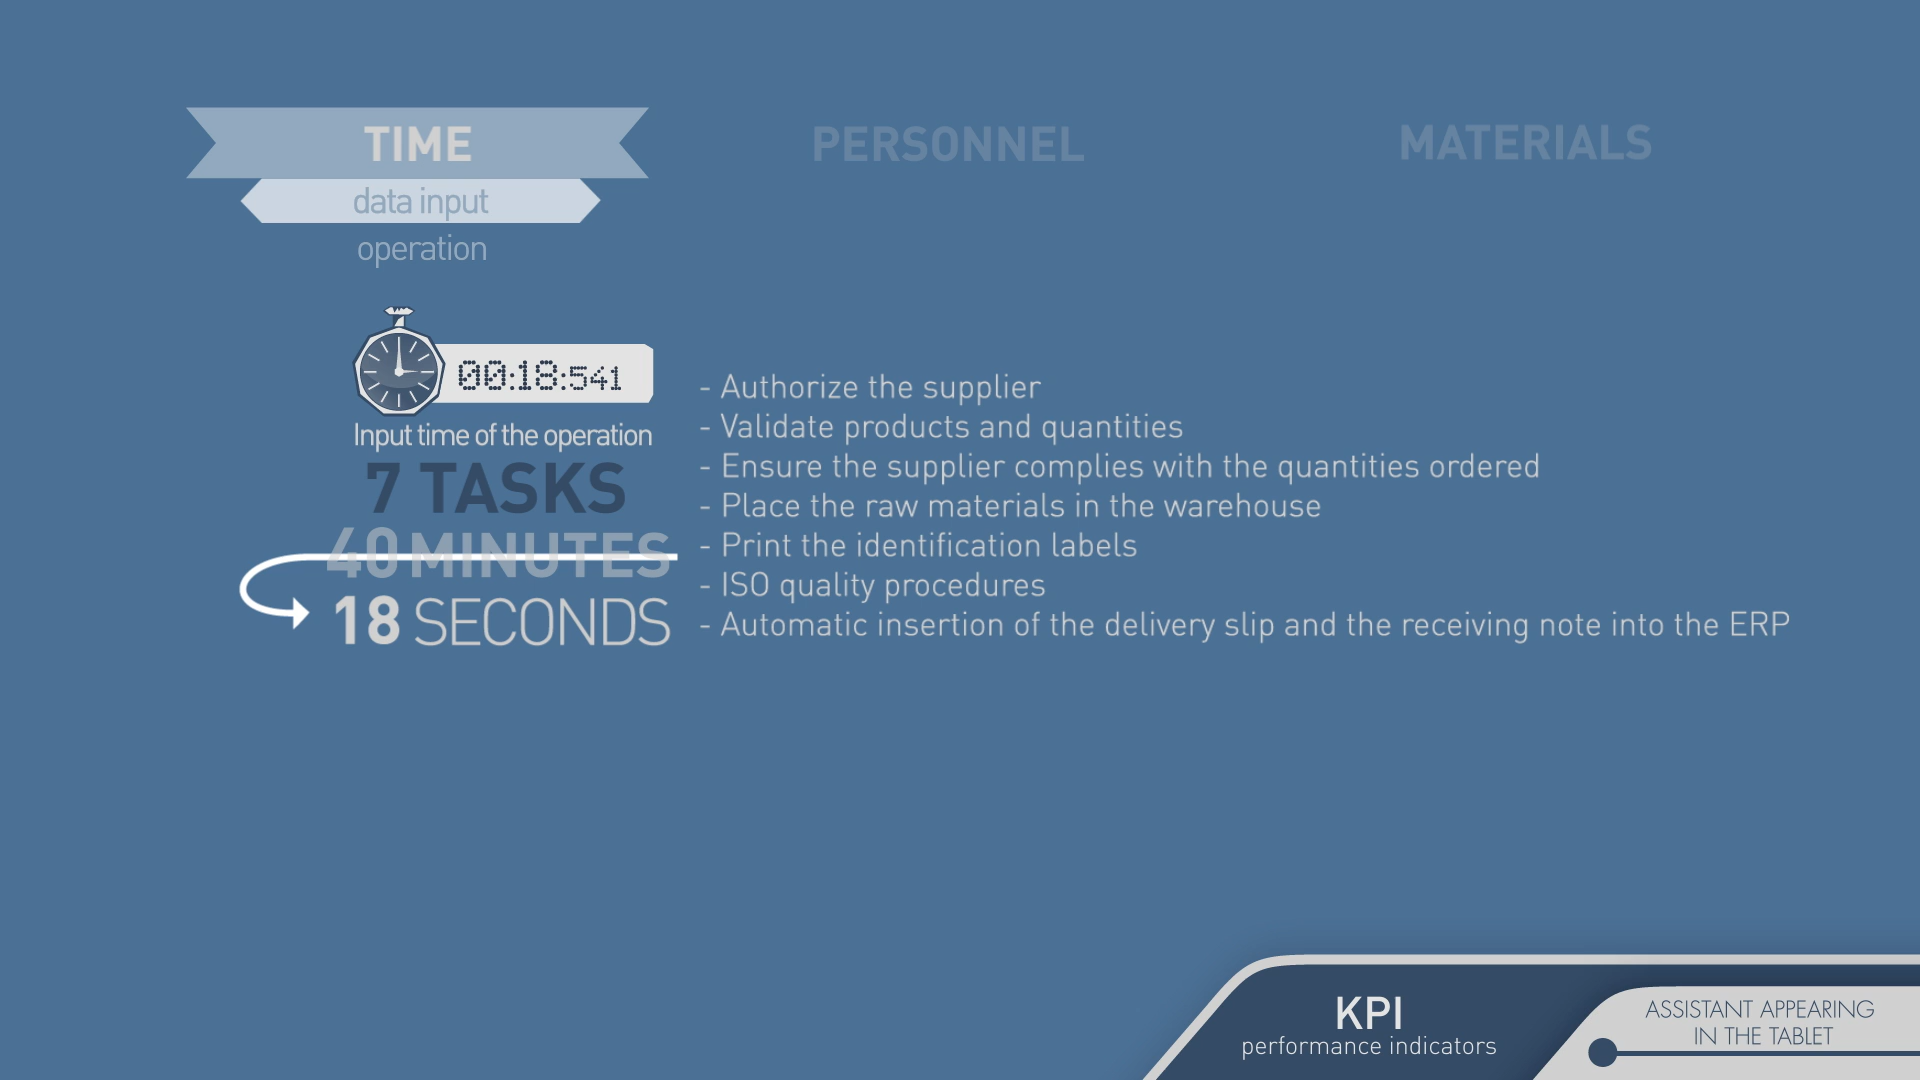 TIME
PERSONNEL
MATERIALS
data input
operation
00:18:541
Input time of the operation
7 TASKS
40 MINUTES
18 SECONDS
- Authorize the supplier
- Validate products and quantities
- Ensure the supplier complies with the quantities ordered
- Place the raw materials in the warehouse
- Print the identification labels
- ISO quality procedures
- Automatic insertion of the delivery slip and the receiving note into the ERP
KPI
performance indicators
ASSISTANT APPEARING
IN THE TABLET